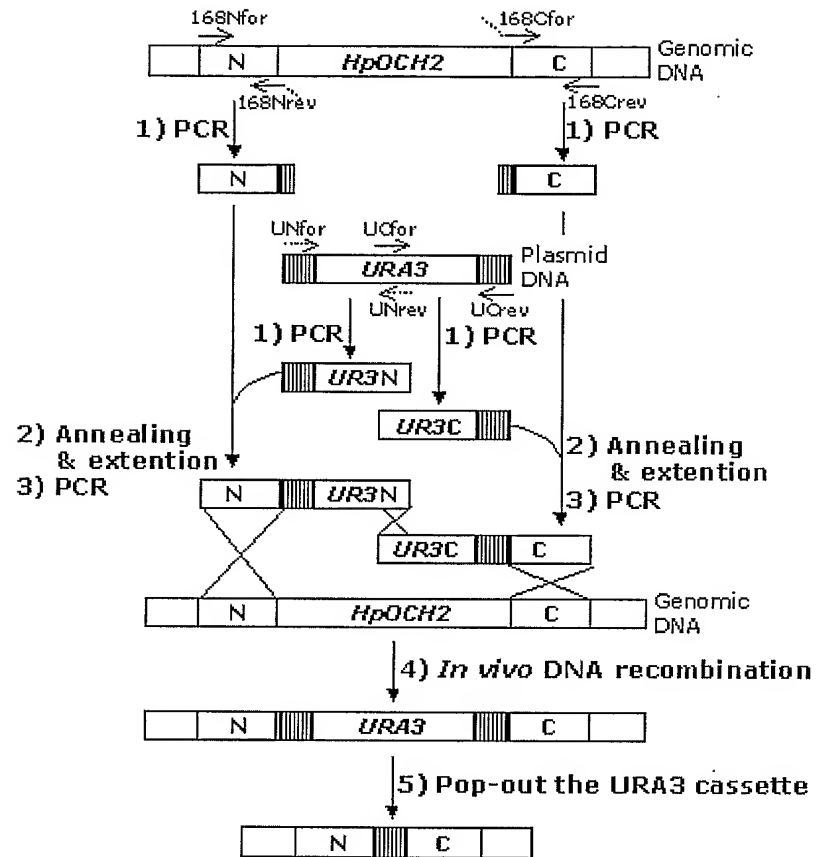 168Nfor
168Cfor
N
HpOCH2
C
Genomic
DNA
168Nrev
168Crev
1) PCR
1) PCR
N
C
UNfor
UCfor
URA3
Plasmid
DNA
UNrev
UCrev
1) PCR
1) PCR
UR3N
UR3C
2) Annealing
& extention
3) PCR
2) Annealing
& extention
3) PCR
N
UR3N
UR3C
C
N
HpOCH2
C
Genomic
DNA
4) In vivo DNA recombination
N
URA3
C
5) Pop-out the URA3 cassette
N
C